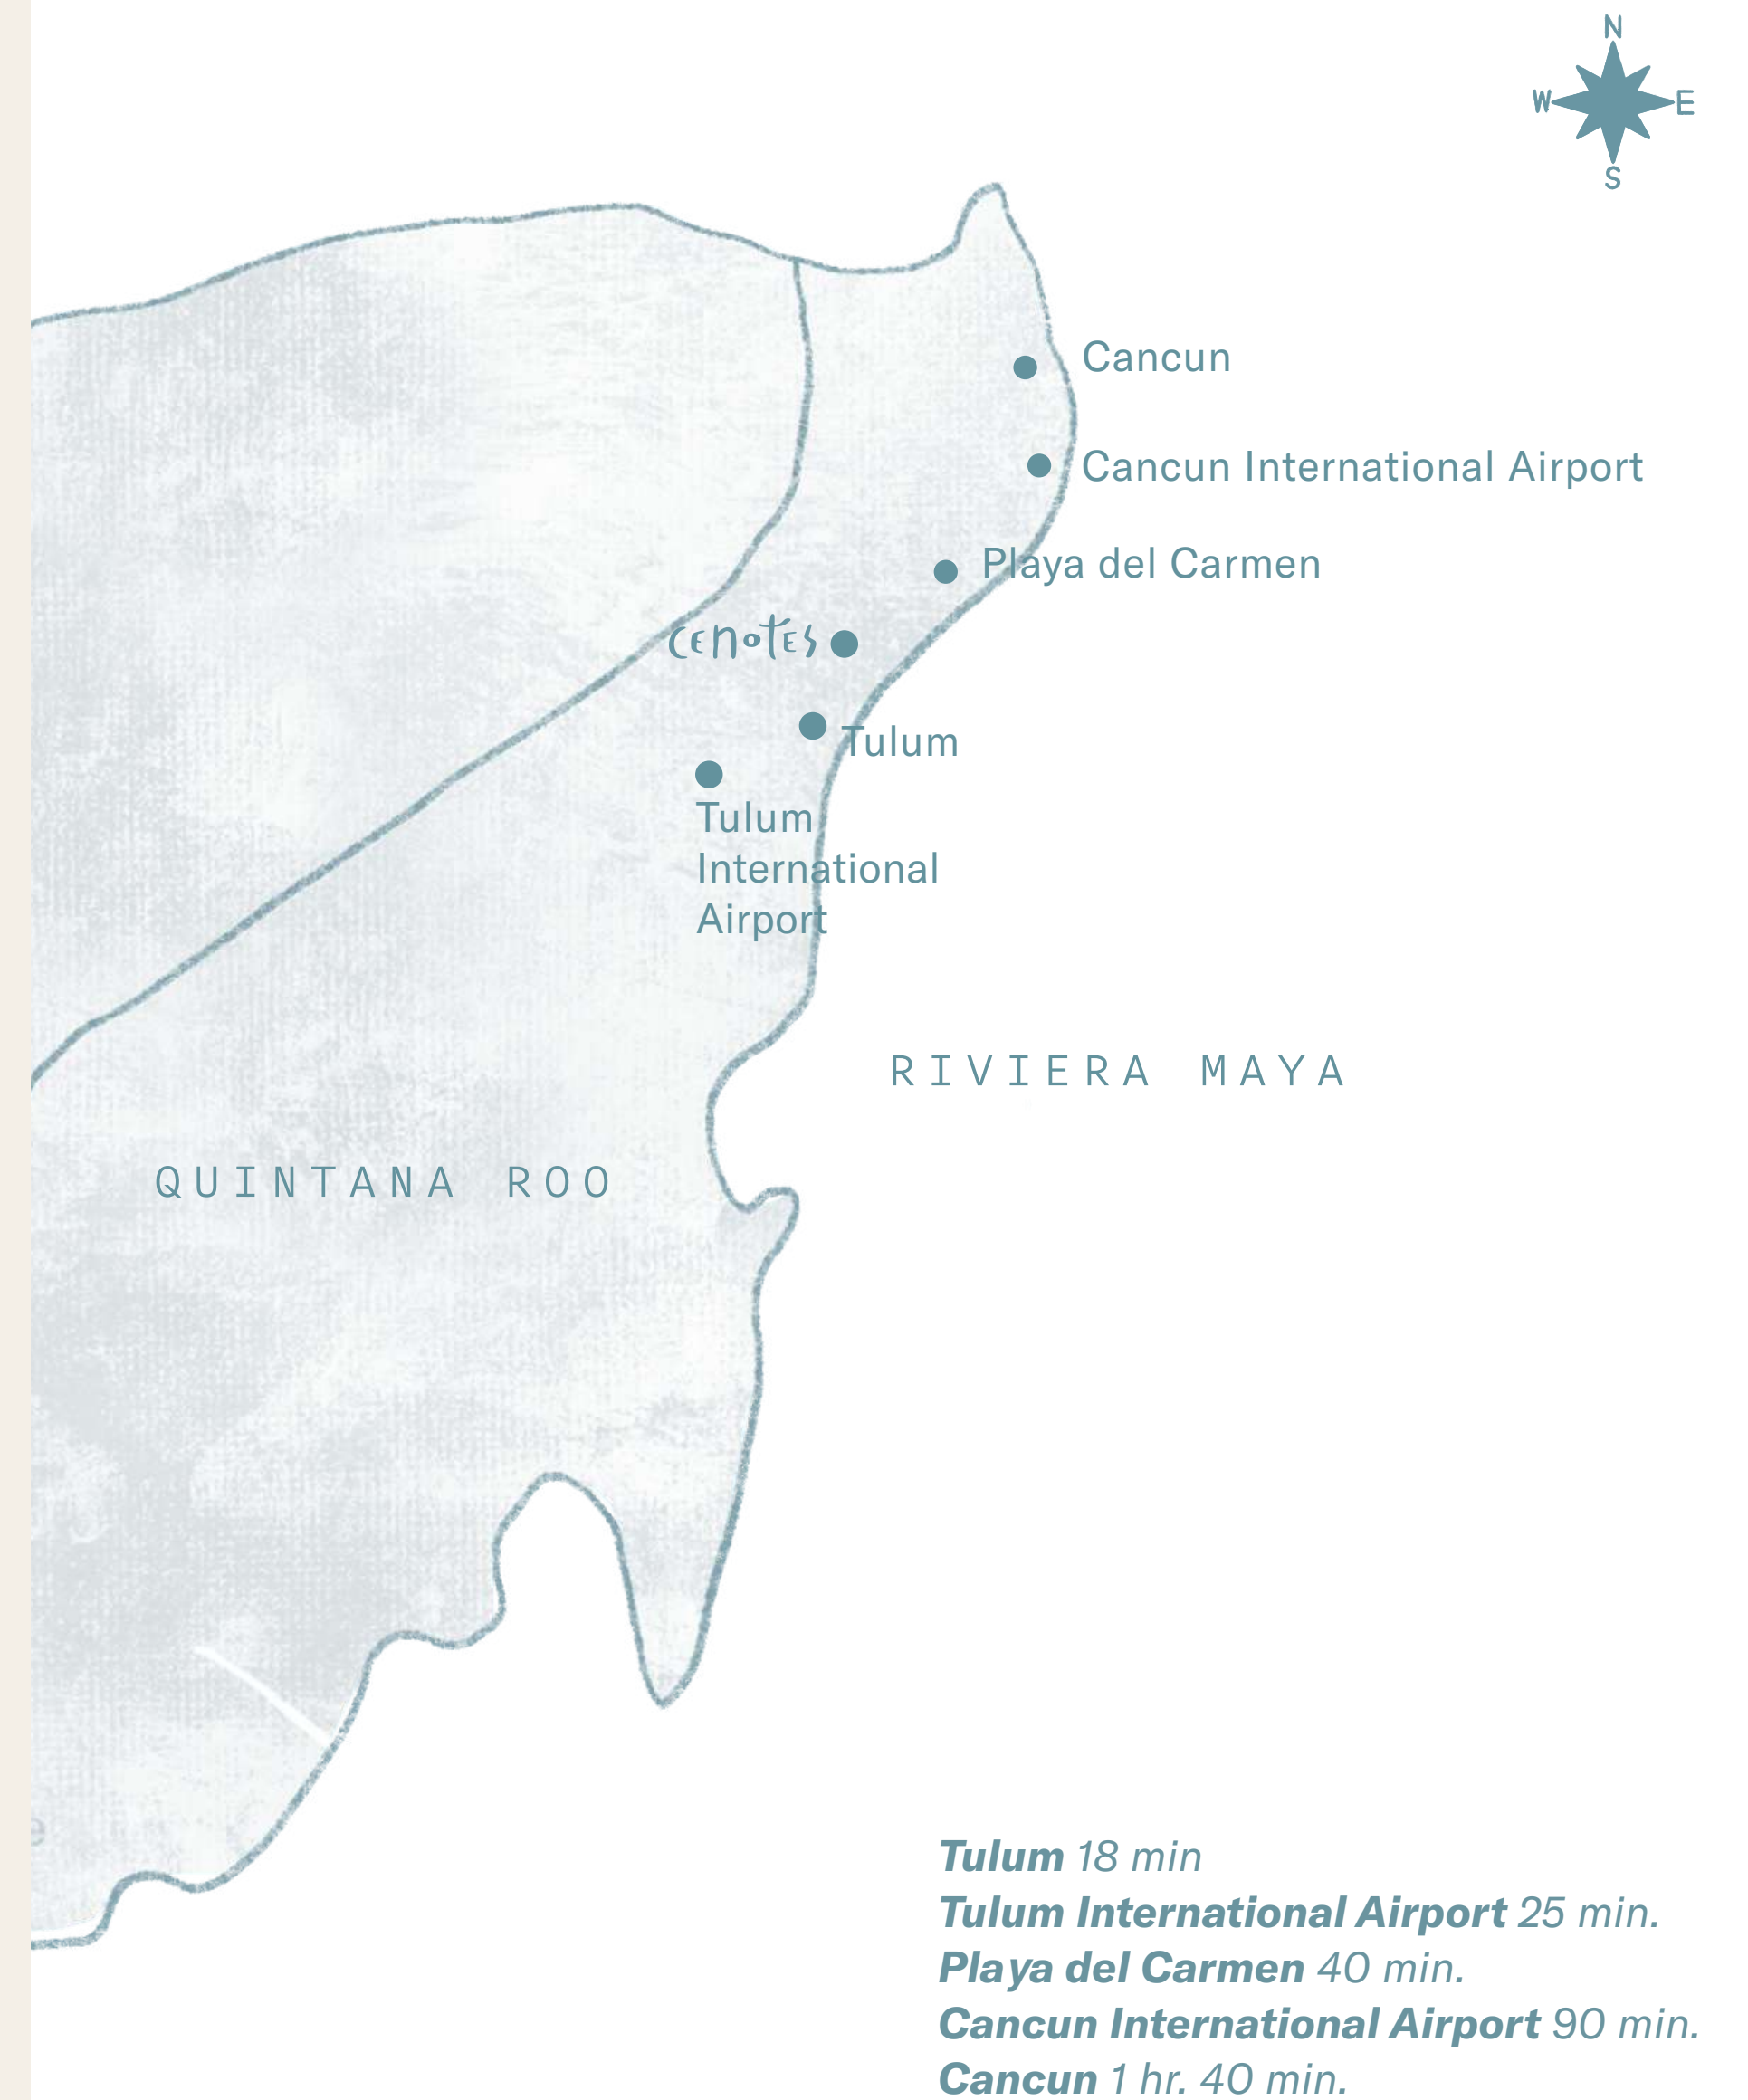 N
W E
S
Cancun
Cancun International Airport
Playa del Carmen
CENOTES
Tulum
Tulum
International
Airport
RIVIERA MAYA
QUINTANA ROO
e
Tulum 18 min
Tulum International Airport 25 min.
Playa del Carmen 40 min.
Cancun International Airport 90 min.
Cancun 1 hr. 40 min.